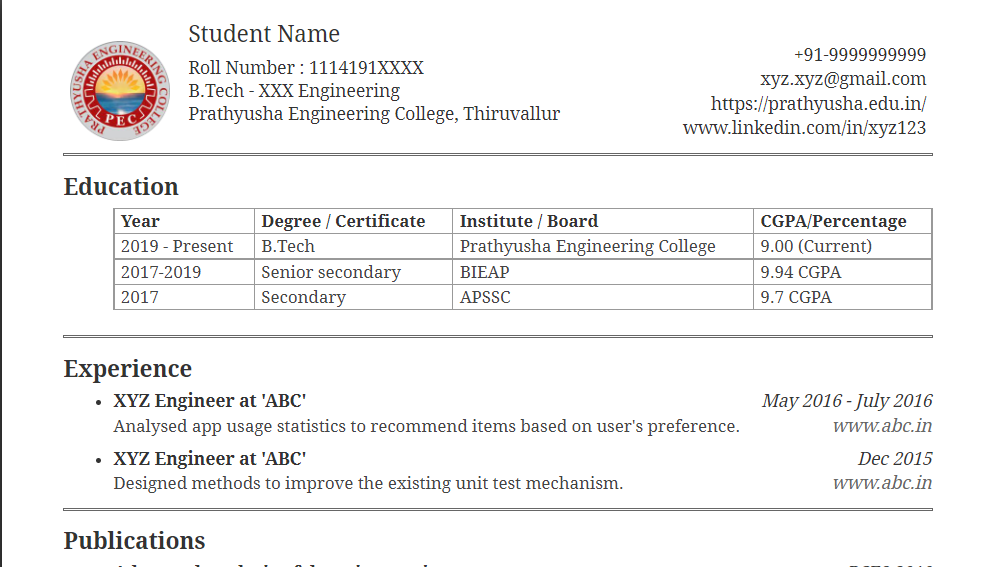 Student Name
Roll Number : 1114191XXXX
B.Tech - XXX Engineering
Prathyusha Engineering College, Thiruvallur
+91-9999999999
xyz.xyz@gmail.com
https://prathyusha.edu.in/
www.linkedin.com/in/xyz123
PRATHYUSHA ENGINEERING COLLEGE
PEC
Education
Year Degree / Certificate Institute / Board CGPA/Percentage
2019 - Present B.Tech Prathyusha Engineering College 9.00 (Current)
2017-2019 Senior secondary BIEAP 9.94 CGPA
2017 Secondary APSSC 9.7 CGPA
Experience
• XYZ Engineer at 'ABC' May 2016 - July 2016
Analysed app usage statistics to recommend items based on user's preference. www.abc.in
• XYZ Engineer at 'ABC' Dec 2015
Designed methods to improve the existing unit test mechanism. www.abc.in
Publications